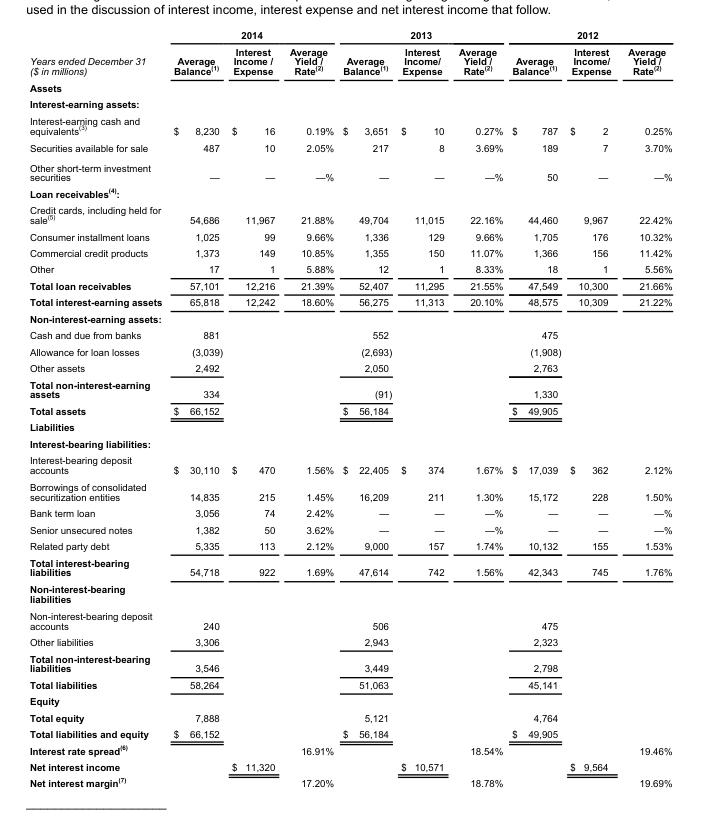 used in the discussion of interest income, interest expense and net interest income that follow.
2014 2013 2012
Years ended December 31 ($ in millions) Average Balance(1) Interest Income / Expense Average Yield / Rate(2) Average Balance(1) Interest Income/ Expense Average Yield / Rate(2) Average Balance(1) Interest Income/ Expense Average Yield / Rate(2)
Assets
Interest-earning assets:
Interest-earning cash and equivalents(3) $ 8,230 $ 16 0.19% $ 3,651 $ 10 0.27% $ 787 $ 2 0.25%
Securities available for sale 487 10 2.05% 217 8 3.69% 189 7 3.70%
Other short-term investment securities — — —% — — —% 50 — —%
Loan receivables(4):
Credit cards, including held for sale(5) 54,686 11,967 21.88% 49,704 11,015 22.16% 44,460 9,967 22.42%
Consumer installment loans 1,025 99 9.66% 1,336 129 9.66% 1,705 176 10.32%
Commercial credit products 1,373 149 10.85% 1,355 150 11.07% 1,366 156 11.42%
Other 17 1 5.88% 12 1 8.33% 18 1 5.56%
Total loan receivables 57,101 12,216 21.39% 52,407 11,295 21.55% 47,549 10,300 21.66%
Total interest-earning assets 65,818 12,242 18.60% 56,275 11,313 20.10% 48,575 10,309 21.22%
Non-interest-earning assets:
Cash and due from banks 881 552 475
Allowance for loan losses (3,039) (2,693) (1,908)
Other assets 2,492 2,050 2,763
Total non-interest-earning assets 334 (91) 1,330
Total assets $ 66,152 $ 56,184 $ 49,905
Liabilities
Interest-bearing liabilities:
Interest-bearing deposit accounts $ 30,110 $ 470 1.56% $ 22,405 $ 374 1.67% $ 17,039 $ 362 2.12%
Borrowings of consolidated securitization entities 14,835 215 1.45% 16,209 211 1.30% 15,172 228 1.50%
Bank term loan 3,056 74 2.42% — — —% — — —%
Senior unsecured notes 1,382 50 3.62% — — —% — — —%
Related party debt 5,335 113 2.12% 9,000 157 1.74% 10,132 155 1.53%
Total interest-bearing liabilities 54,718 922 1.69% 47,614 742 1.56% 42,343 745 1.76%
Non-interest-bearing liabilities
Non-interest-bearing deposit accounts 240 506 475
Other liabilities 3,306 2,943 2,323
Total non-interest-bearing liabilities 3,546 3,449 2,798
Total liabilities 58,264 51,063 45,141
Equity
Total equity 7,888 5,121 4,764
Total liabilities and equity $ 66,152 $ 56,184 $ 49,905
Interest rate spread(6) 16.91% 18.54% 19.46%
Net interest income $ 11,320 $ 10,571 $ 9,564
Net interest margin(7) 17.20% 18.78% 19.69%